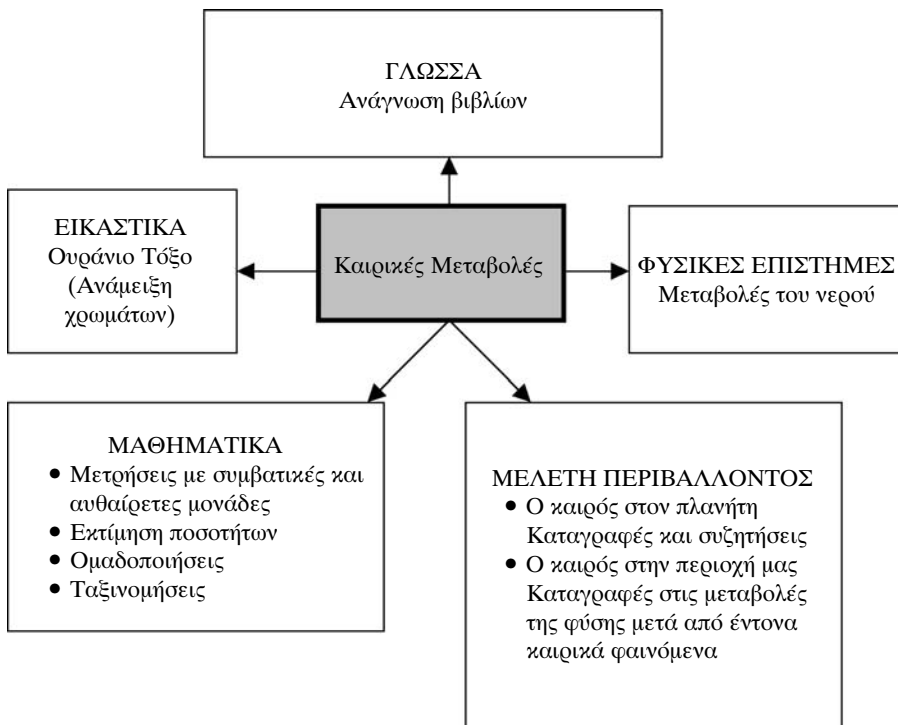 ΓΛΩΣΣΑ
Ανάγνωση βιβλίων
ΕΙΚΑΣΤΙΚΑ
Ουράνιο Τόξο
(Ανάμειξη
χρωμάτων)
Καιρικές Μεταβολές
ΦΥΣΙΚΕΣ ΕΠΙΣΤΗΜΕΣ
Μεταβολές του νερού
ΜΑΘΗΜΑΤΙΚΑ
• Μετρήσεις με συμβατικές και
αυθαίρετες μονάδες
• Εκτίμηση ποσοτήτων
• Ομαδοποιήσεις
• Ταξινομήσεις
ΜΕΛΕΤΗ ΠΕΡΙΒΑΛΛΟΝΤΟΣ
• Ο καιρός στον πλανήτη
Καταγραφές και συζητήσεις
• Ο καιρός στην περιοχή μας
Καταγραφές στις μεταβολές
της φύσης μετά από έντονα
καιρικά φαινόμενα